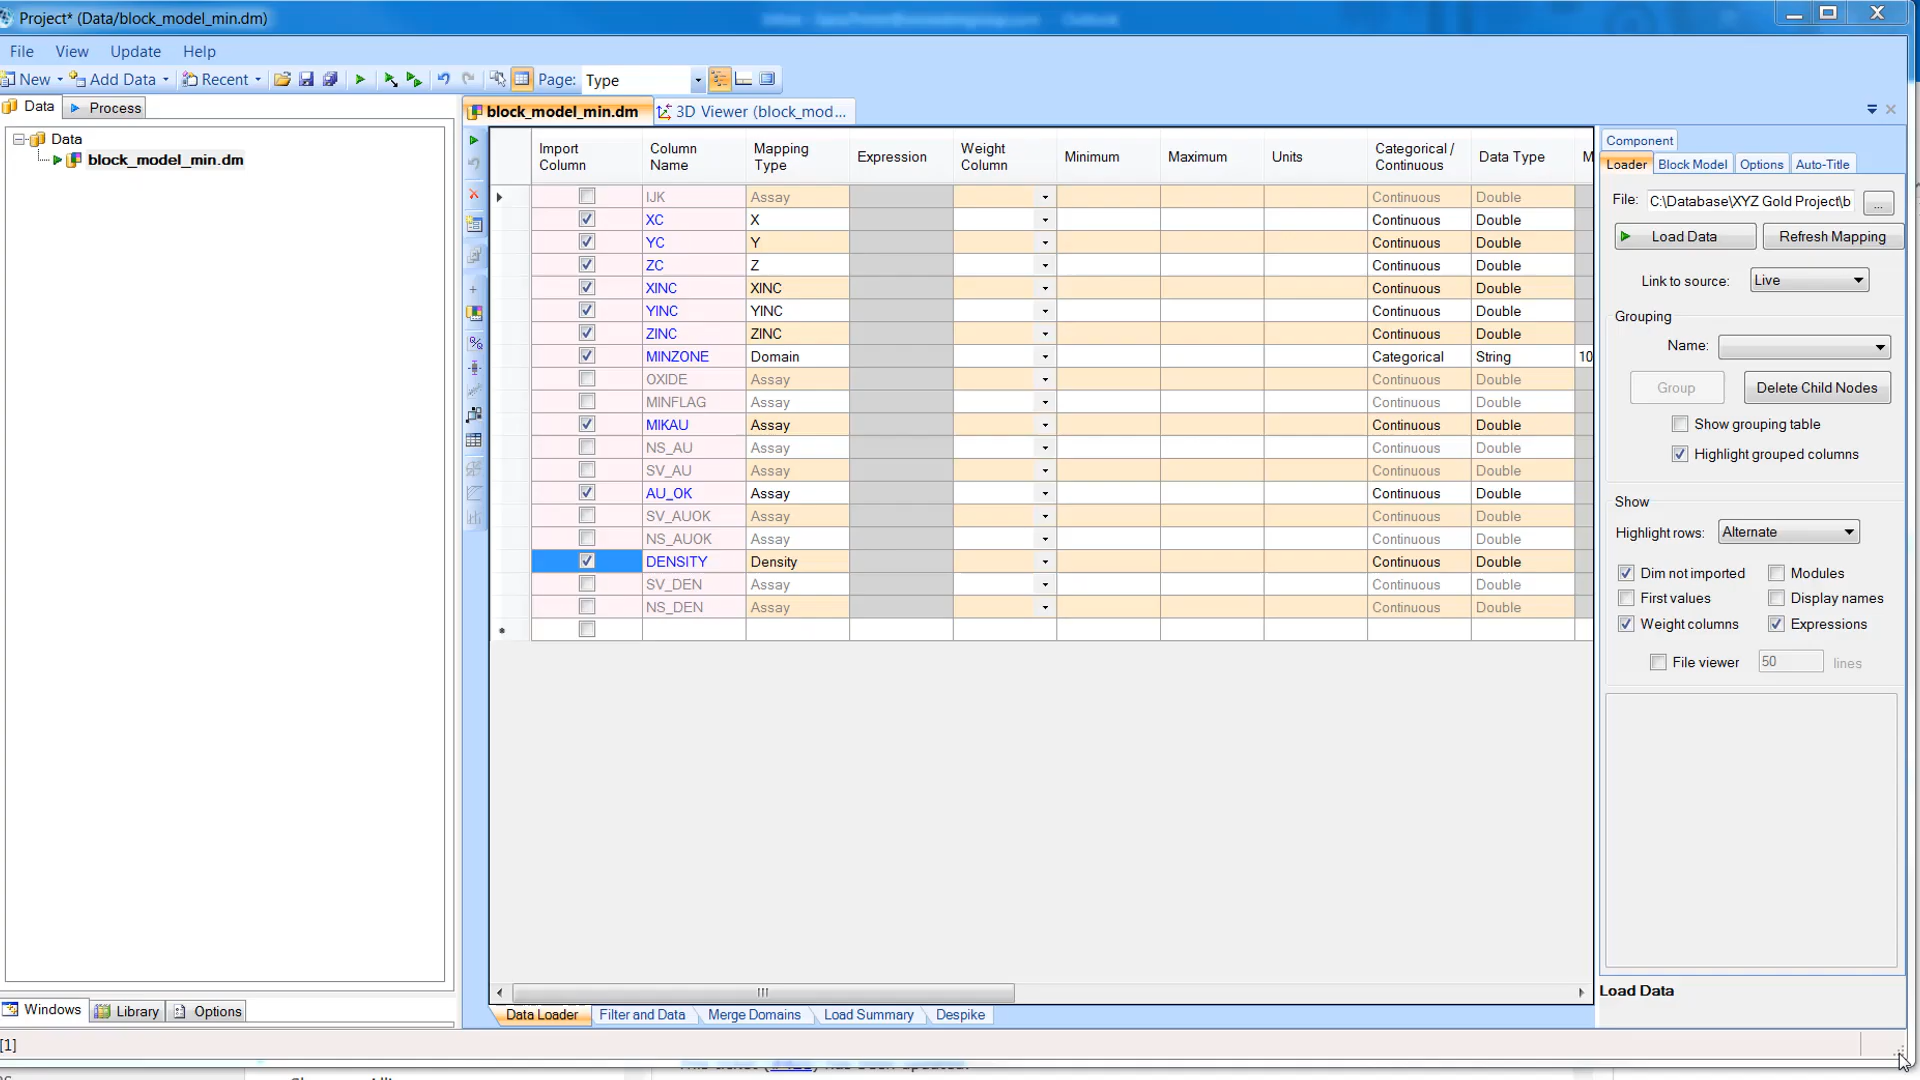 Project* (Data/block_model_min.dm)
File View Update Help
New Add Data Recent Page: Type
Data Process
block_model_min.dm 3D Viewer (block_mod...
Data
block_model_min.dm
Import Column Column Name Mapping Type Expression Weight Column Minimum Maximum Units Categorical / Continuous Data Type M
IJK Assay Continuous Double
XC X Continuous Double
YC Y Continuous Double
ZC Z Continuous Double
XINC XINC Continuous Double
YINC YINC Continuous Double
ZINC ZINC Continuous Double
MINZONE Domain Categorical String 10
OXIDE Assay Continuous Double
MINFLAG Assay Continuous Double
MIKAU Assay Continuous Double
NS_AU Assay Continuous Double
SV_AU Assay Continuous Double
AU_OK Assay Continuous Double
SV_AUOK Assay Continuous Double
NS_AUOK Assay Continuous Double
DENSITY Density Continuous Double
SV_DEN Assay Continuous Double
NS_DEN Assay Continuous Double
*
Component
Loader Block Model Options Auto-Title
File: C:\Database\XYZ Gold Project\b ...
Load Data Refresh Mapping
Link to source: Live
Grouping
Name:
Group Delete Child Nodes
Show grouping table
Highlight grouped columns
Show
Highlight rows: Alternate
Dim not imported Modules
First values Display names
Weight columns Expressions
File viewer 50 lines
Load Data
Data Loader Filter and Data Merge Domains Load Summary Despike
Windows Library Options
[1]